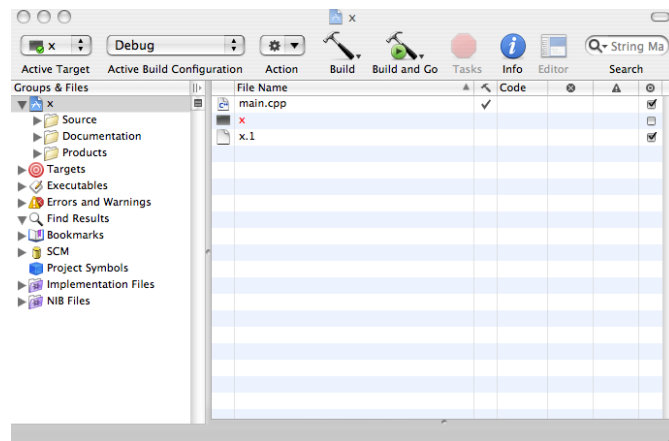 x
x Debug
Active Target Active Build Configuration Action Build Build and Go Tasks Info Editor Search
String Ma
Groups & Files File Name Code
x main.cpp
Source x
Documentation x.1
Products
Targets
Executables
Errors and Warnings
Find Results
Bookmarks
SCM
Project Symbols
Implementation Files
NIB Files